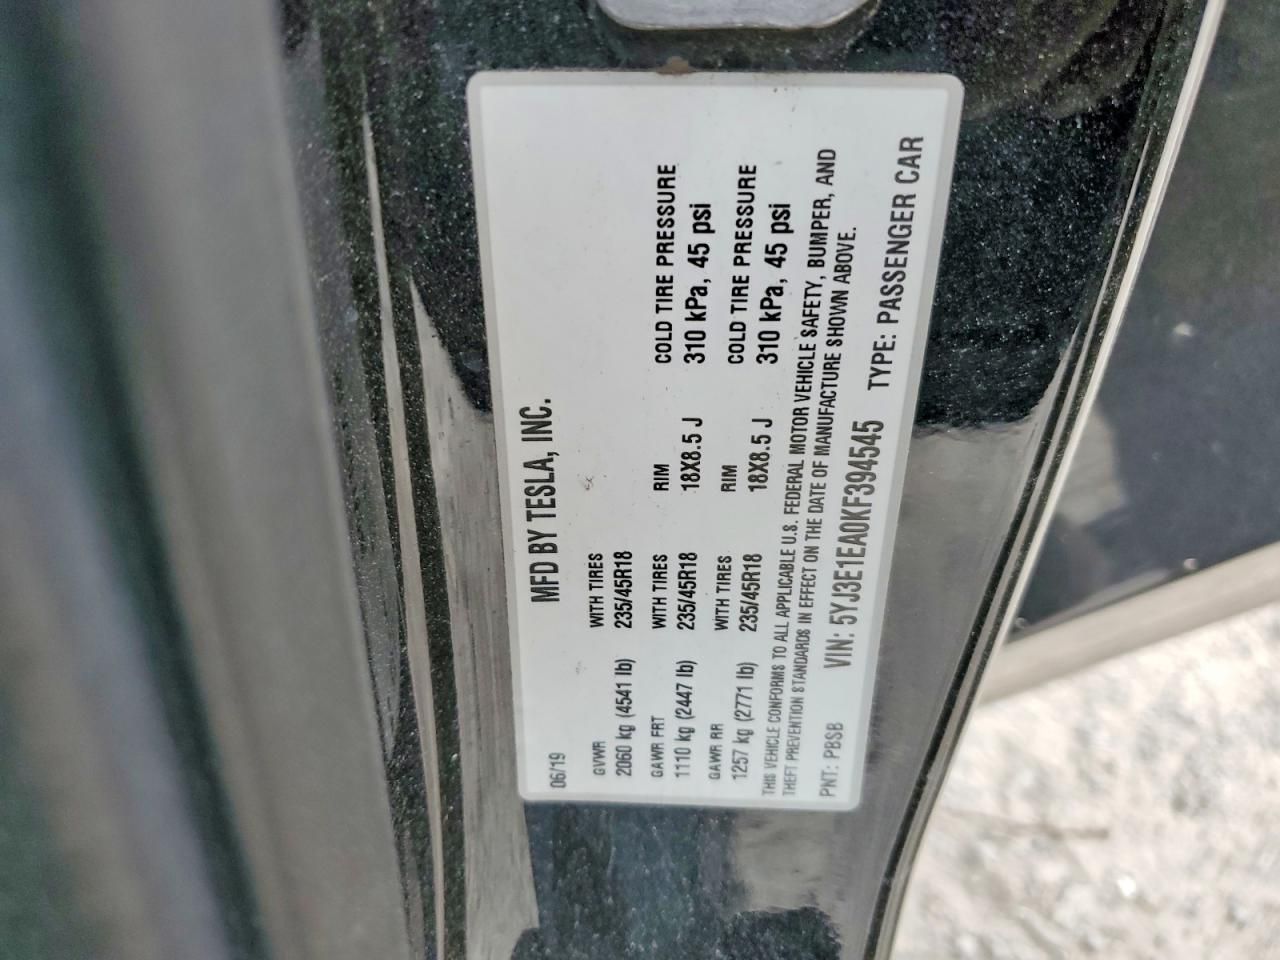 MFD BY TESLA, INC.
06/19
GVWR WITH TIRES
2060 kg (4541 lb) 235/45R18
GAWR FRT WITH TIRES RIM COLD TIRE PRESSURE
1110 kg (2447 lb) 235/45R18 18X8.5 J 310 kPa, 45 psi
GAWR RR WITH TIRES RIM COLD TIRE PRESSURE
1257 kg (2771 lb) 235/45R18 18X8.5 J 310 kPa, 45 psi
THIS VEHICLE CONFORMS TO ALL APPLICABLE U.S. FEDERAL MOTOR VEHICLE SAFETY, BUMPER, AND
THEFT PREVENTION STANDARDS IN EFFECT ON THE DATE OF MANUFACTURE SHOWN ABOVE.
PNT: PBSB VIN: 5YJ3E1EA0KF394545 TYPE: PASSENGER CAR